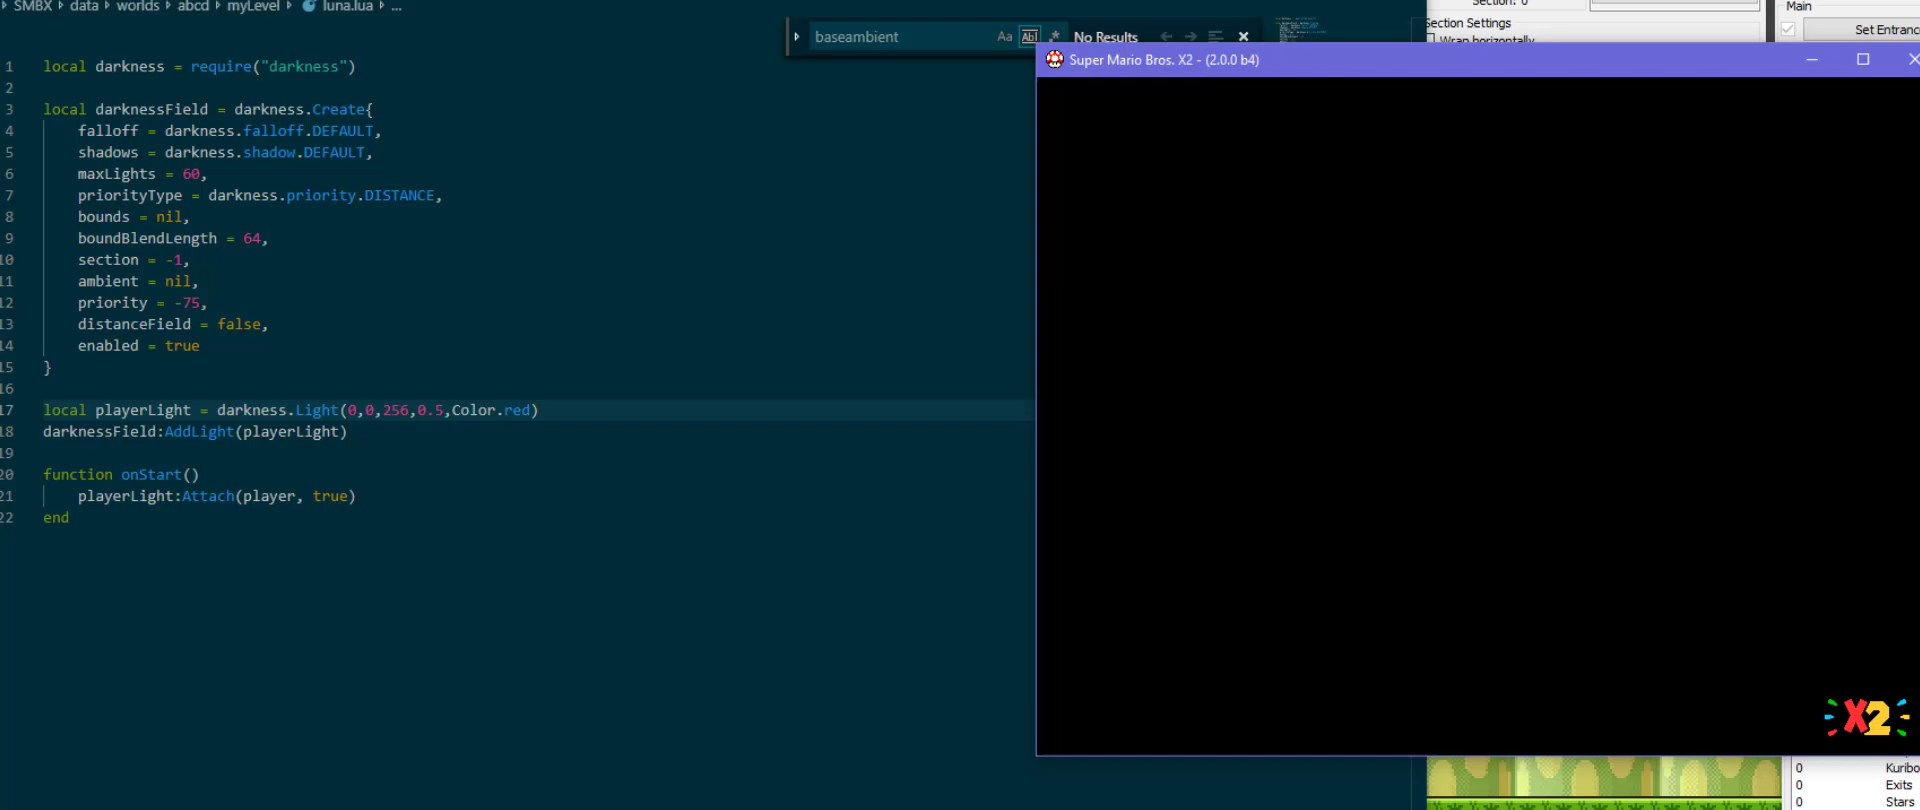 SMBX › data › worlds › abcd › myLevel › luna.lua › ...
baseambient Aa Abl .* No Results
1 local darkness = require("darkness")
2
3 local darknessField = darkness.Create{
4 falloff = darkness.falloff.DEFAULT,
5 shadows = darkness.shadow.DEFAULT,
6 maxLights = 60,
7 priorityType = darkness.priority.DISTANCE,
8 bounds = nil,
9 boundBlendLength = 64,
10 section = -1,
11 ambient = nil,
12 priority = -75,
13 distanceField = false,
14 enabled = true
15 }
16
17 local playerLight = darkness.Light(0,0,256,0.5,Color.red)
18 darknessField:AddLight(playerLight)
19
20 function onStart()
21 playerLight:Attach(player, true)
22 end
Section: 0
Section Settings
Wrap horizontally
Main
Set Entranc
Super Mario Bros. X2 - (2.0.0 b4)
X2
0 Kuribo
0 Exits
0 Stars